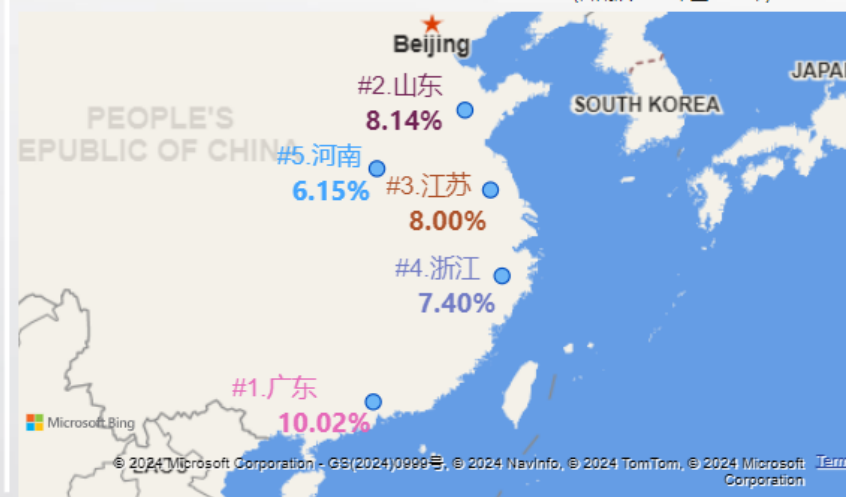 Beijing
#2.山东
JAPA
8.14%
SOUTH KOREA
PEOPLE'S
EPUBLIC OF CHINA
#5.河南
6.15%
#3.江苏
8.00%
#4.浙江
7.40%
#1.广东
10.02%
Microsoft Bing
LAOS
© 2024 Microsoft Corporation - GS(2024)0999号, © 2024 NavInfo, © 2024 TomTom, © 2024 Microsoft
Corporation
Term